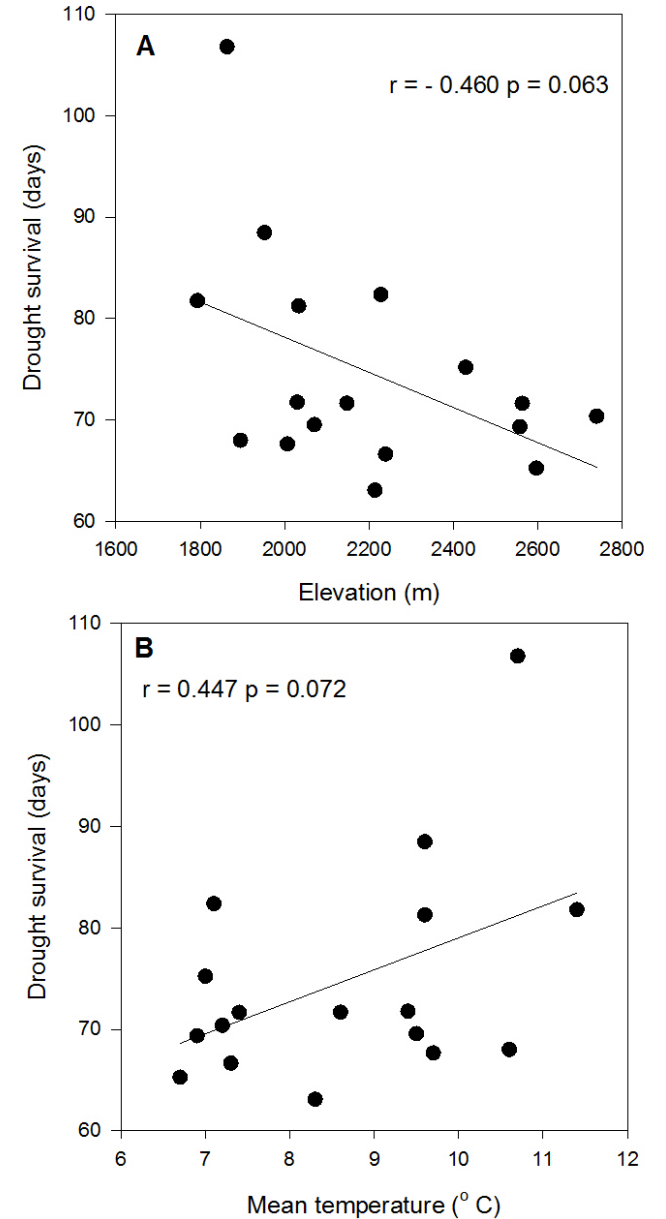 110
A
r = - 0.460 p = 0.063
100
90
80
70
60
Drought survival (days)
1600 1800 2000 2200 2400 2600 2800
Elevation (m)
110
B
r = 0.447 p = 0.072
100
90
80
70
60
Drought survival (days)
6 7 8 9 10 11 12
Mean temperature (° C)